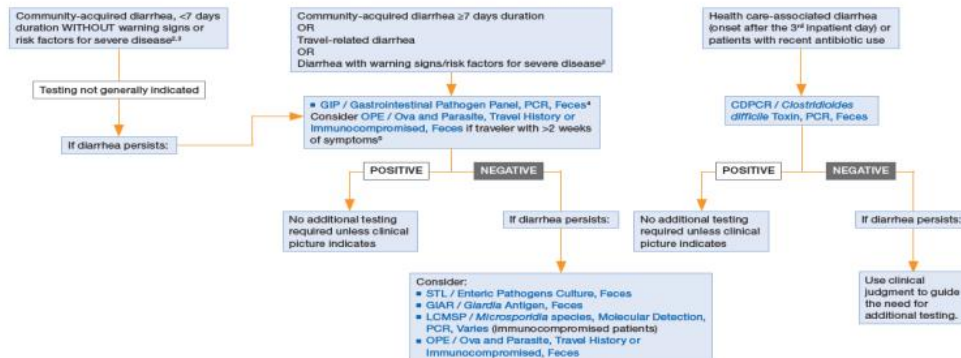 Community-acquired diarrhea, <7 days
duration WITHOUT warning signs or
risk factors for severe disease²,³
Testing not generally indicated
If diarrhea persists:
Community-acquired diarrhea ≥7 days duration
OR
Travel-related diarrhea
OR
Diarrhea with warning signs/risk factors for severe disease²
■ GIP / Gastrointestinal Pathogen Panel, PCR, Feces⁴
Consider OPE / Ova and Parasite, Travel History or
Immunocompromised, Feces if traveler with >2 weeks
of symptoms⁵
POSITIVE
NEGATIVE
No additional testing
required unless clinical
picture indicates
If diarrhea persists:
Consider:
■ STL / Enteric Pathogens Culture, Feces
■ GIAR / Giardia Antigen, Feces
■ LCMSP / Microsporidia species, Molecular Detection,
PCR, Varies (immunocompromised patients)
■ OPE / Ova and Parasite, Travel History or
Immunocompromised, Feces
Health care-associated diarrhea
(onset after the 3rd inpatient day) or
patients with recent antibiotic use
CDPCR / Clostridioides
difficile Toxin, PCR, Feces
POSITIVE
NEGATIVE
No additional testing
required unless clinical
picture indicates
If diarrhea persists:
Use clinical
judgment to guide
the need for
additional testing.